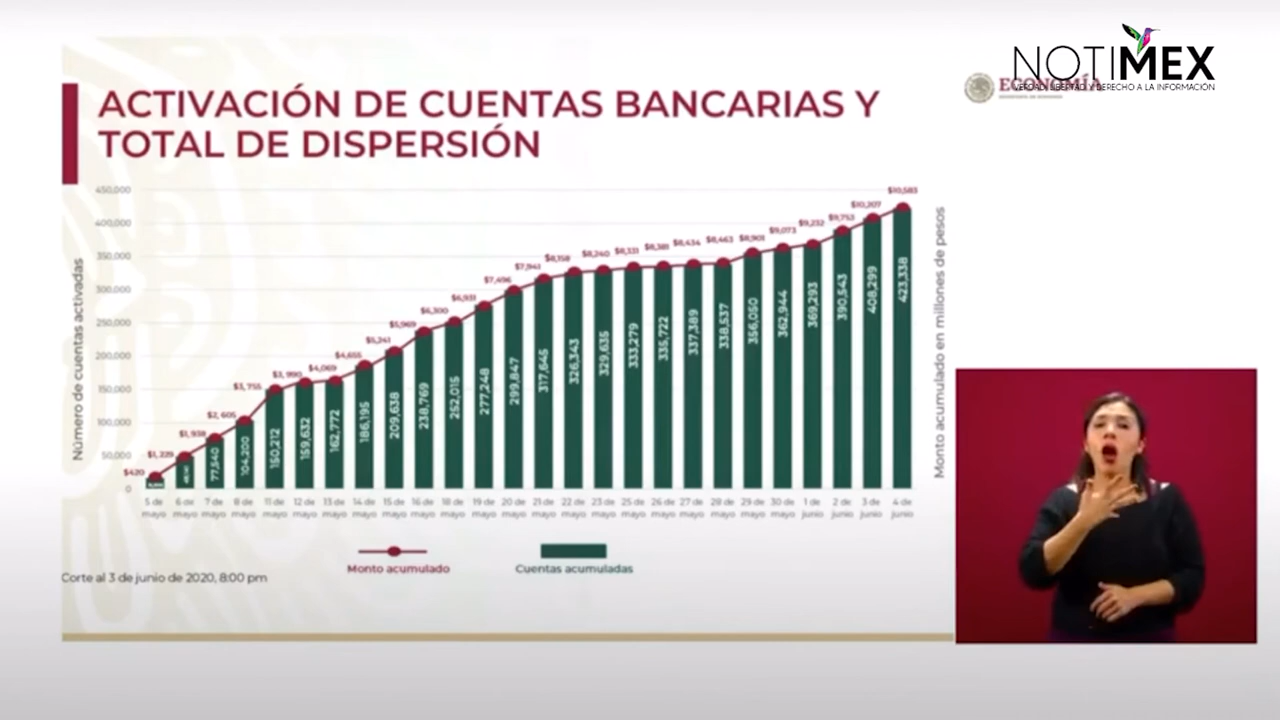 NOTIMEX
ECONOMÍA
VERDAD, LIBERTAD Y DERECHO A LA INFORMACIÓN
ACTIVACIÓN DE CUENTAS BANCARIAS Y
TOTAL DE DISPERSIÓN
Número de cuentas activadas
450,000
400,000
350,000
300,000
250,000
200,000
150,000
100,000
50,000
0
$420 $1,229 $1,938 $2,605 $3,755 $3,990 $4,069 $4,655 $5,241 $5,969 $6,300 $6,931 $7,496 $7,941 $8,158 $8,240 $8,331 $8,381 $8,434 $8,463 $8,901 $9,073 $9,232 $9,753 $10,207 $10,583
77,540 104,200 150,212 159,632 162,772 186,195 209,638 238,769 252,015 277,248 299,847 317,645 326,343 329,635 333,279 335,722 337,389 338,537 356,050 362,944 369,293 390,543 408,299 423,338
5 de mayo
6 de mayo
7 de mayo
8 de mayo
11 de mayo
12 de mayo
13 de mayo
14 de mayo
15 de mayo
16 de mayo
18 de mayo
19 de mayo
20 de mayo
21 de mayo
22 de mayo
23 de mayo
25 de mayo
26 de mayo
27 de mayo
28 de mayo
29 de mayo
30 de mayo
1 de junio
2 de junio
3 de junio
4 de junio
Monto acumulado en millones de pesos
Monto acumulado
Cuentas acumuladas
Corte al 3 de junio de 2020, 8:00 pm